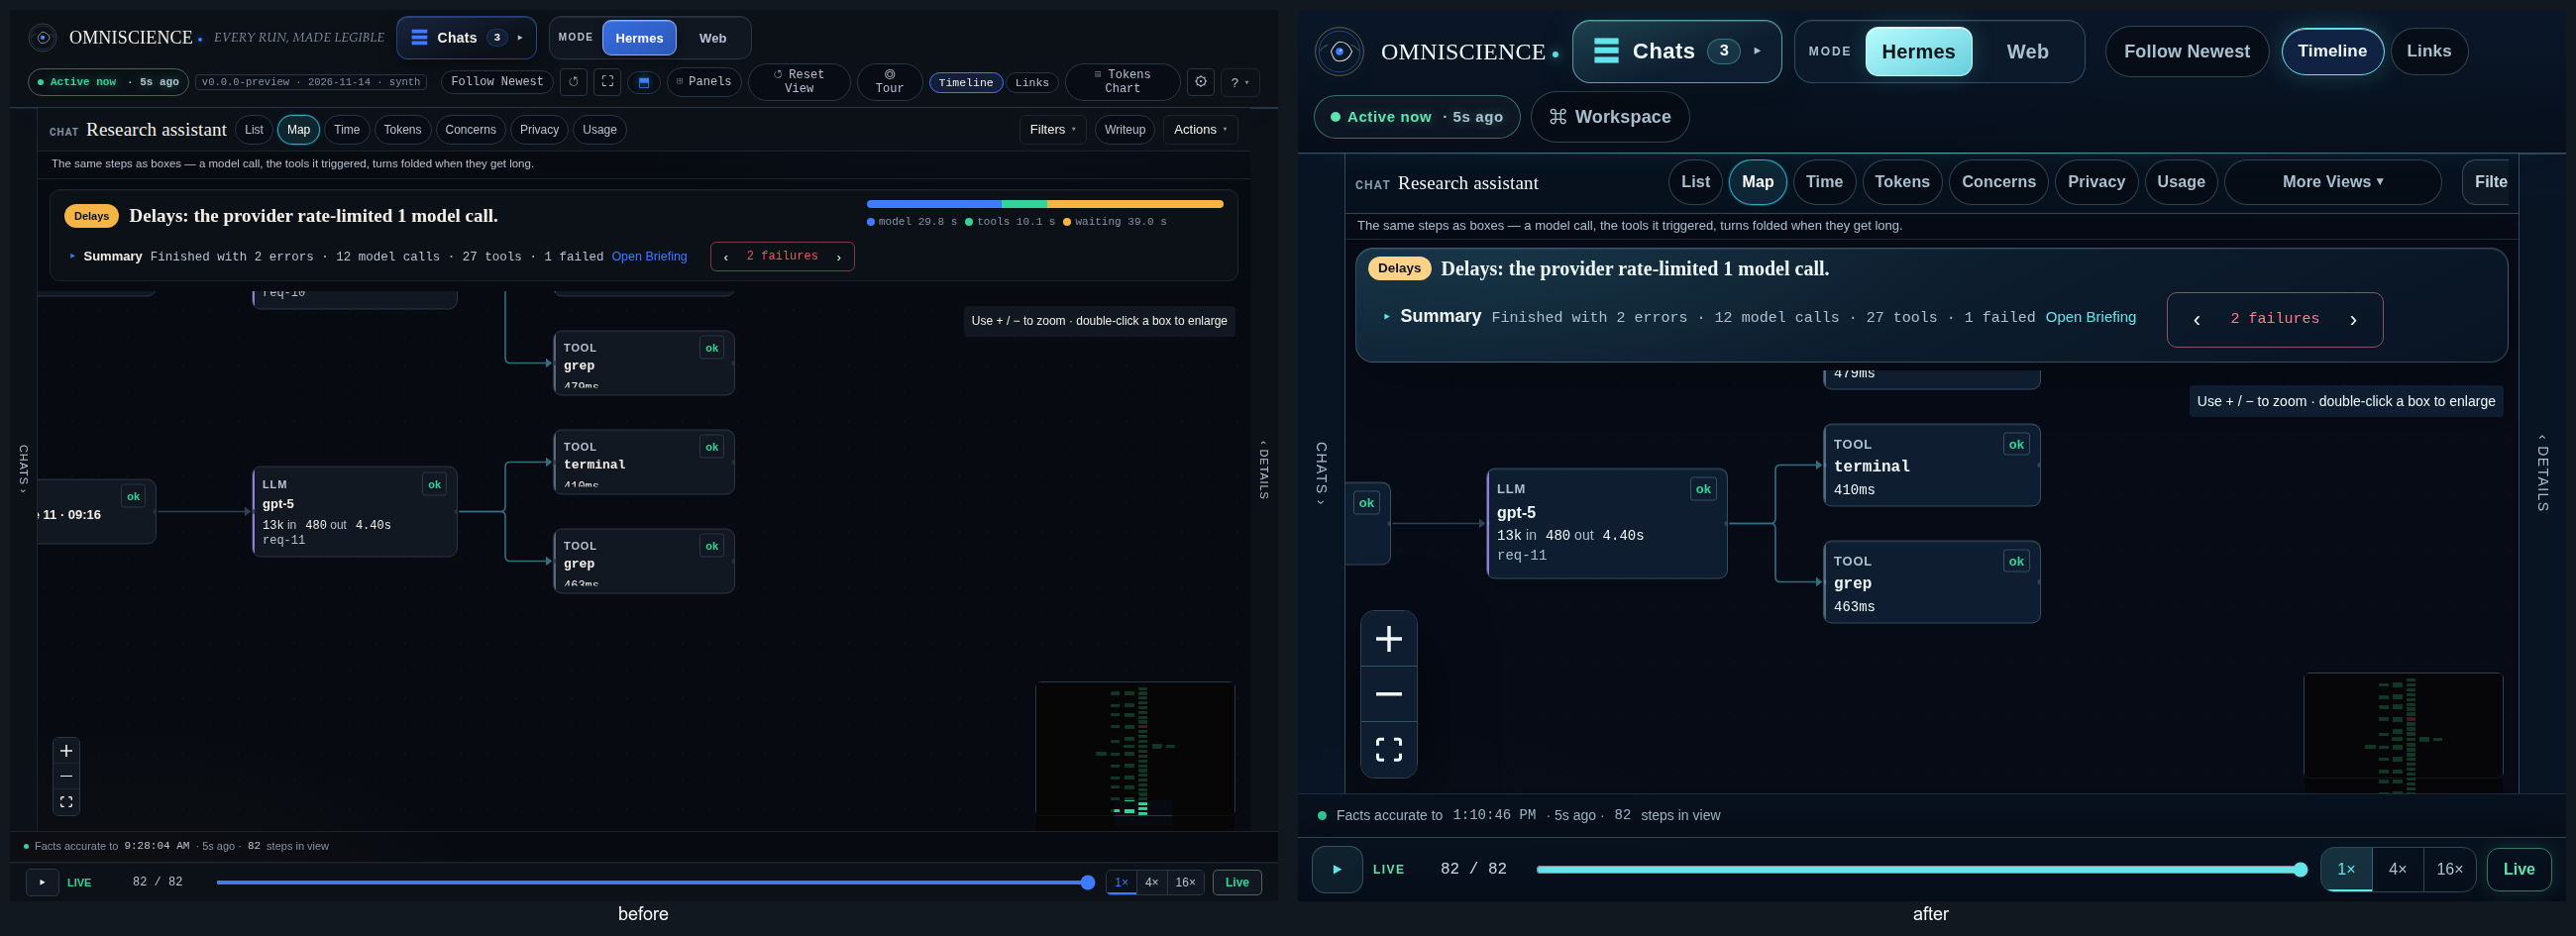 OMNISCIENCE EVERY RUN, MADE LEGIBLE Chats 3 MODE Hermes Web
Active now · 5s ago v0.0.0-preview · 2026-11-14 · synth Follow Newest Panels Reset View Tour Timeline Links Tokens Chart ?
CHAT Research assistant List Map Time Tokens Concerns Privacy Usage Filters Writeup Actions
The same steps as boxes — a model call, the tools it triggered, turns folded when they get long.
Delays Delays: the provider rate-limited 1 model call.
model 29.8 s tools 10.1 s waiting 39.0 s
Summary Finished with 2 errors · 12 model calls · 27 tools · 1 failed Open Briefing ‹ 2 failures ›
req-10
Use + / − to zoom · double-click a box to enlarge
TOOL ok
grep
479ms
CHATS ›
‹ DETAILS
TOOL ok
terminal
410ms
ok
e 11 · 09:16
LLM ok
gpt-5
13k in 480 out 4.40s
req-11
TOOL ok
grep
463ms
+
−
Facts accurate to 9:28:04 AM · 5s ago · 82 steps in view
LIVE 82 / 82 1× 4× 16× Live
before
OMNISCIENCE Chats 3 MODE Hermes Web Follow Newest Timeline Links
Active now · 5s ago ⌘ Workspace
CHAT Research assistant List Map Time Tokens Concerns Privacy Usage More Views ▾ Filte
The same steps as boxes — a model call, the tools it triggered, turns folded when they get long.
Delays Delays: the provider rate-limited 1 model call.
Summary Finished with 2 errors · 12 model calls · 27 tools · 1 failed Open Briefing ‹ 2 failures ›
479ms
Use + / − to zoom · double-click a box to enlarge
TOOL ok
terminal
410ms
CHATS ›
‹ DETAILS
ok
LLM ok
gpt-5
13k in 480 out 4.40s
req-11
TOOL ok
grep
463ms
+
−
Facts accurate to 1:10:46 PM · 5s ago · 82 steps in view
LIVE 82 / 82 1× 4× 16× Live
after